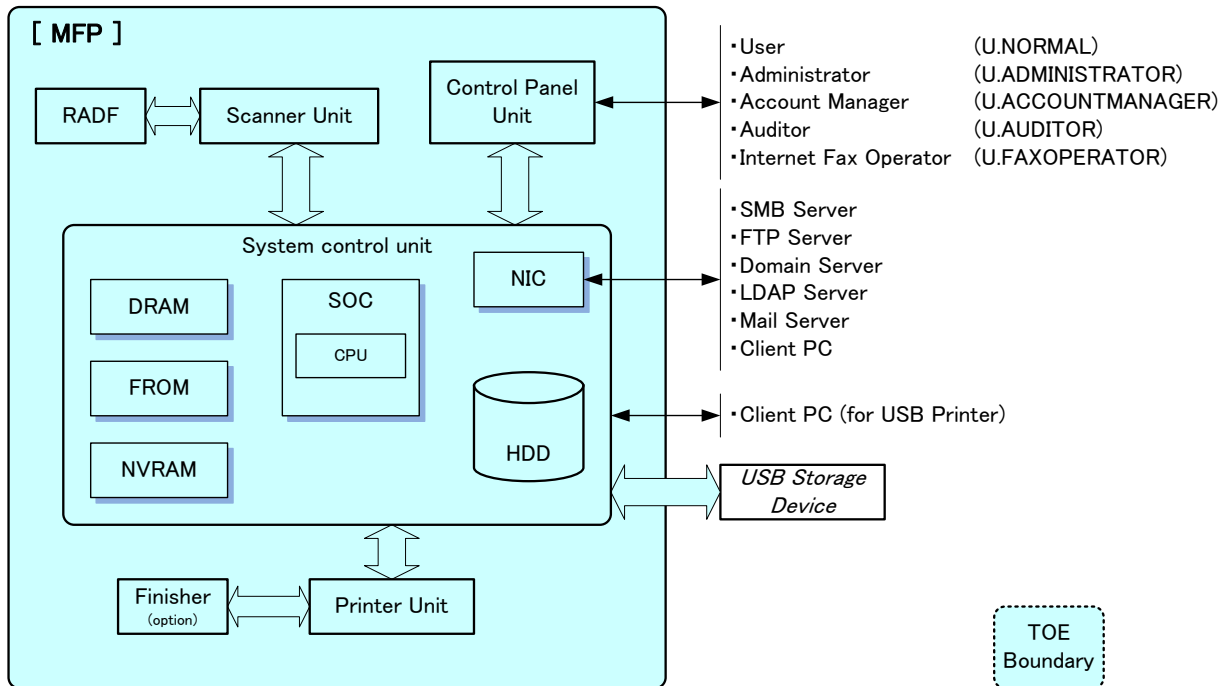 [ MFP ]
RADF
Scanner Unit
Control Panel
Unit
・User (U.NORMAL)
・Administrator (U.ADMINISTRATOR)
・Account Manager (U.ACCOUNTMANAGER)
・Auditor (U.AUDITOR)
・Internet Fax Operator (U.FAXOPERATOR)
System control unit
DRAM
SOC
CPU
NIC
FROM
NVRAM
HDD
・SMB Server
・FTP Server
・Domain Server
・LDAP Server
・Mail Server
・Client PC
・Client PC (for USB Printer)
USB Storage
Device
Finisher
(option)
Printer Unit
TOE
Boundary